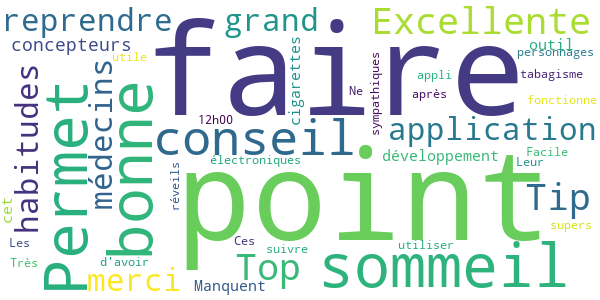 reprendre grand Excellente
concepteurs faire outil
utile personnages
habitudes Permet médecins bonne cigarettes sympathiques appli tabagisme
Ne après fonctionne
12h00
conseil application
électroniques développement Facile
réveils point Leur
cet Tip
supers
Les Ces utiliser
Très d'avoir suivre
merci Top sommeil
Manquent